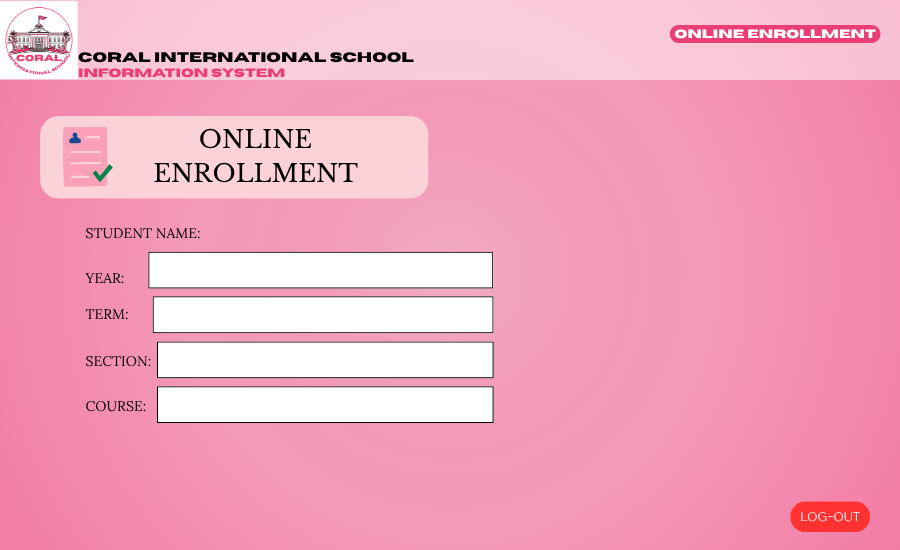 CORAL
INTERNATIONAL SCHOOL
CORAL INTERNATIONAL SCHOOL
INFORMATION SYSTEM
ONLINE ENROLLMENT
ONLINE
ENROLLMENT
STUDENT NAME:
YEAR:
TERM:
SECTION:
COURSE:
LOG-OUT